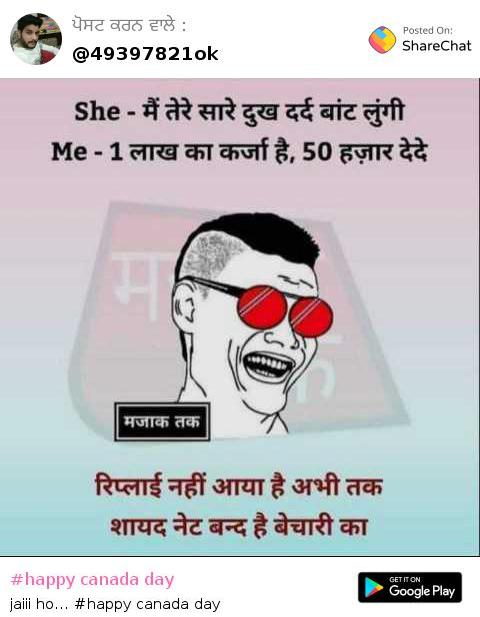 ਪੋਸਟ ਕਰਨ ਵਾਲੇ :
@49397821ok
Posted On:
ShareChat
She - मैं तेरे सारे दुख दर्द बांट लुंगी
Me - 1 लाख का कर्जा है, 50 हज़ार देदे
मजाक तक
रिप्लाई नहीं आया है अभी तक
शायद नेट बन्द है बेचारी का
#happy canada day
jaiii ho... #happy canada day
GET IT ON
Google Play